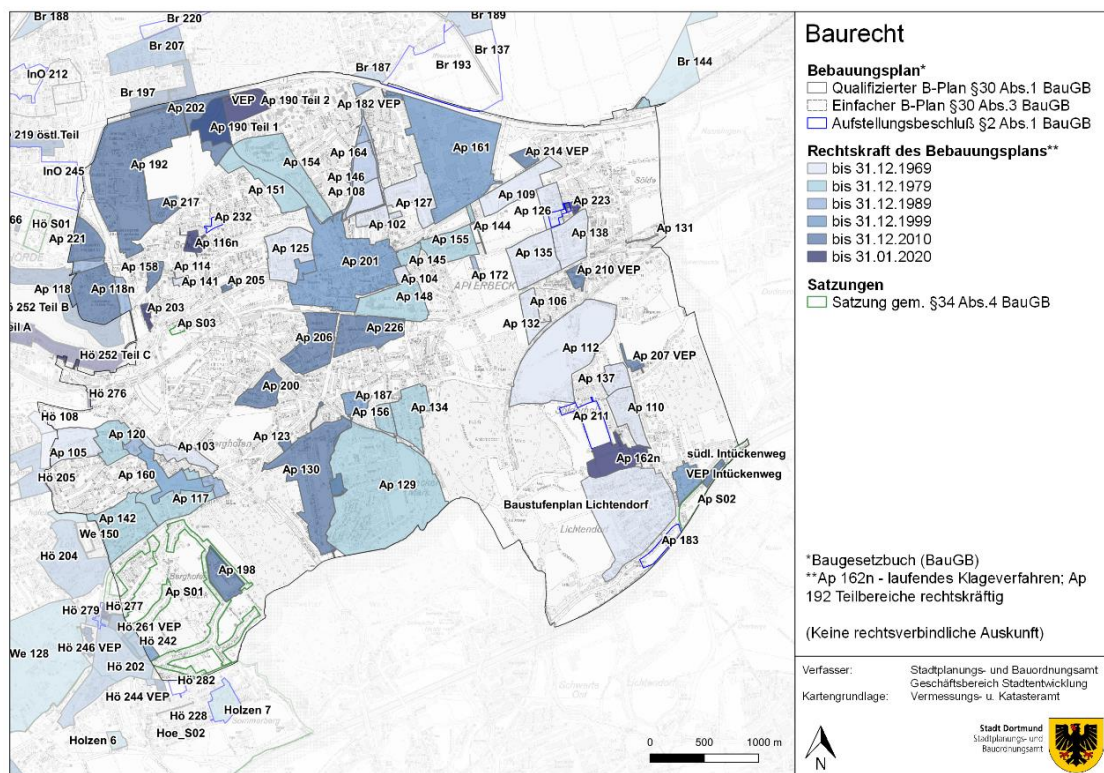 Br 220
Br 189
Br 207
Br 137
InO 212
Br 187
Br 193
Br 144
Br 197
Ap 202
VEP
Ap 190 Teil 2
Ap 182 VEP
219 östl.Teil
Ap 190 Teil 1
Ap 192
Ap 154
Ap 164
Ap 161
Ap 214 VEP
InO 245
Ap 146
Sölde
Ap 151
Ap 108
Ap 109
Ap 217
Ap 127
Ap 126
Ap 223
66
Hö S01
Ap 232
Ap 102
Ap 144
Ap 221
Ap 116n
Ap 125
Ap 155
Ap 138
Ap 131
Ap 135
Ap 201
Ap 145
Ap 158
Ap 114
Ap 104
Ap 172
Ap 210 VEP
Ap 118
Ap 118n
Ap 141
Ap 205
APLERBECK
252 Teil B
Ap 203
Ap 148
Ap 106
Teil A
Ap S03
Ap 226
Ap 132
Ap 206
Ap 112
Hö 252 Teil C
Ap 207 VEP
Ap 137
Hö 276
Ap 200
Ap 187
Ap 134
Ap 110
Hö 108
Ap 156
Ap 211
Ap 120
Ap 103
Ap 123
Ap 105
südl. Intückenweg
Ap 162n
Ap 130
VEP Intückenweg
Hö 205
Ap 160
Ap 129
Ap S02
Ap 117
Baustufenplan Lichtendorf
Ap 142
Lichtendorf
We 150
Ap 183
Hö 204
Ap 198
Berghofen
Ap S01
Hö 279
Hö 277
Hö 261 VEP
Hö 246 VEP
Hö 242
We 128
Hö 202
Hö 282
Hö 244 VEP
Schwerte
Ost
Hö 228
Holzen 7
Sommerberg
Holzen 6
Hoe_S02
0 500 1000 m
Baurecht
Bebauungsplan*
Qualifizierter B-Plan §30 Abs.1 BauGB
Einfacher B-Plan §30 Abs.3 BauGB
Aufstellungsbeschluß §2 Abs.1 BauGB
Rechtskraft des Bebauungsplans**
bis 31.12.1969
bis 31.12.1979
bis 31.12.1989
bis 31.12.1999
bis 31.12.2010
bis 31.01.2020
Satzungen
Satzung gem. §34 Abs.4 BauGB
*Baugesetzbuch (BauGB)
**Ap 162n - laufendes Klageverfahren; Ap
192 Teilbereiche rechtskräftig
(Keine rechtsverbindliche Auskunft)
Verfasser: Stadtplanungs- und Bauordnungsamt
Geschäftsbereich Stadtentwicklung
Kartengrundlage: Vermessungs- u. Katasteramt
N
Stadt Dortmund
Stadtplanungs- und
Bauordnungsamt